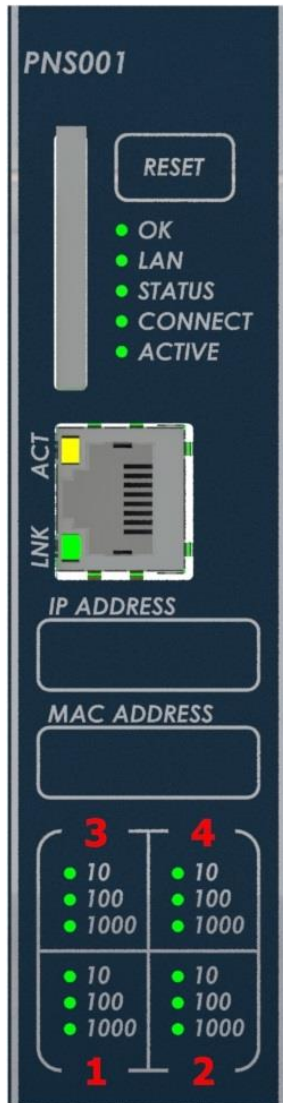 PNS001
RESET
OK
LAN
STATUS
CONNECT
ACTIVE
ACT
LNK
IP ADDRESS
MAC ADDRESS
3 4
10 10
100 100
1000 1000
10 10
100 100
1000 1000
1 2